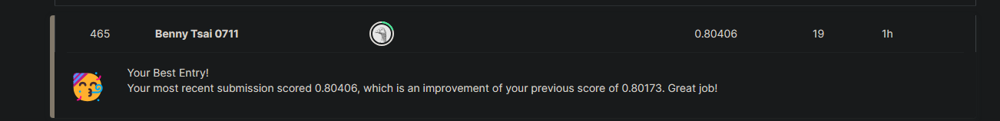 465 Benny Tsai 0711 0.80406 19 1h
Your Best Entry!
Your most recent submission scored 0.80406, which is an improvement of your previous score of 0.80173. Great job!